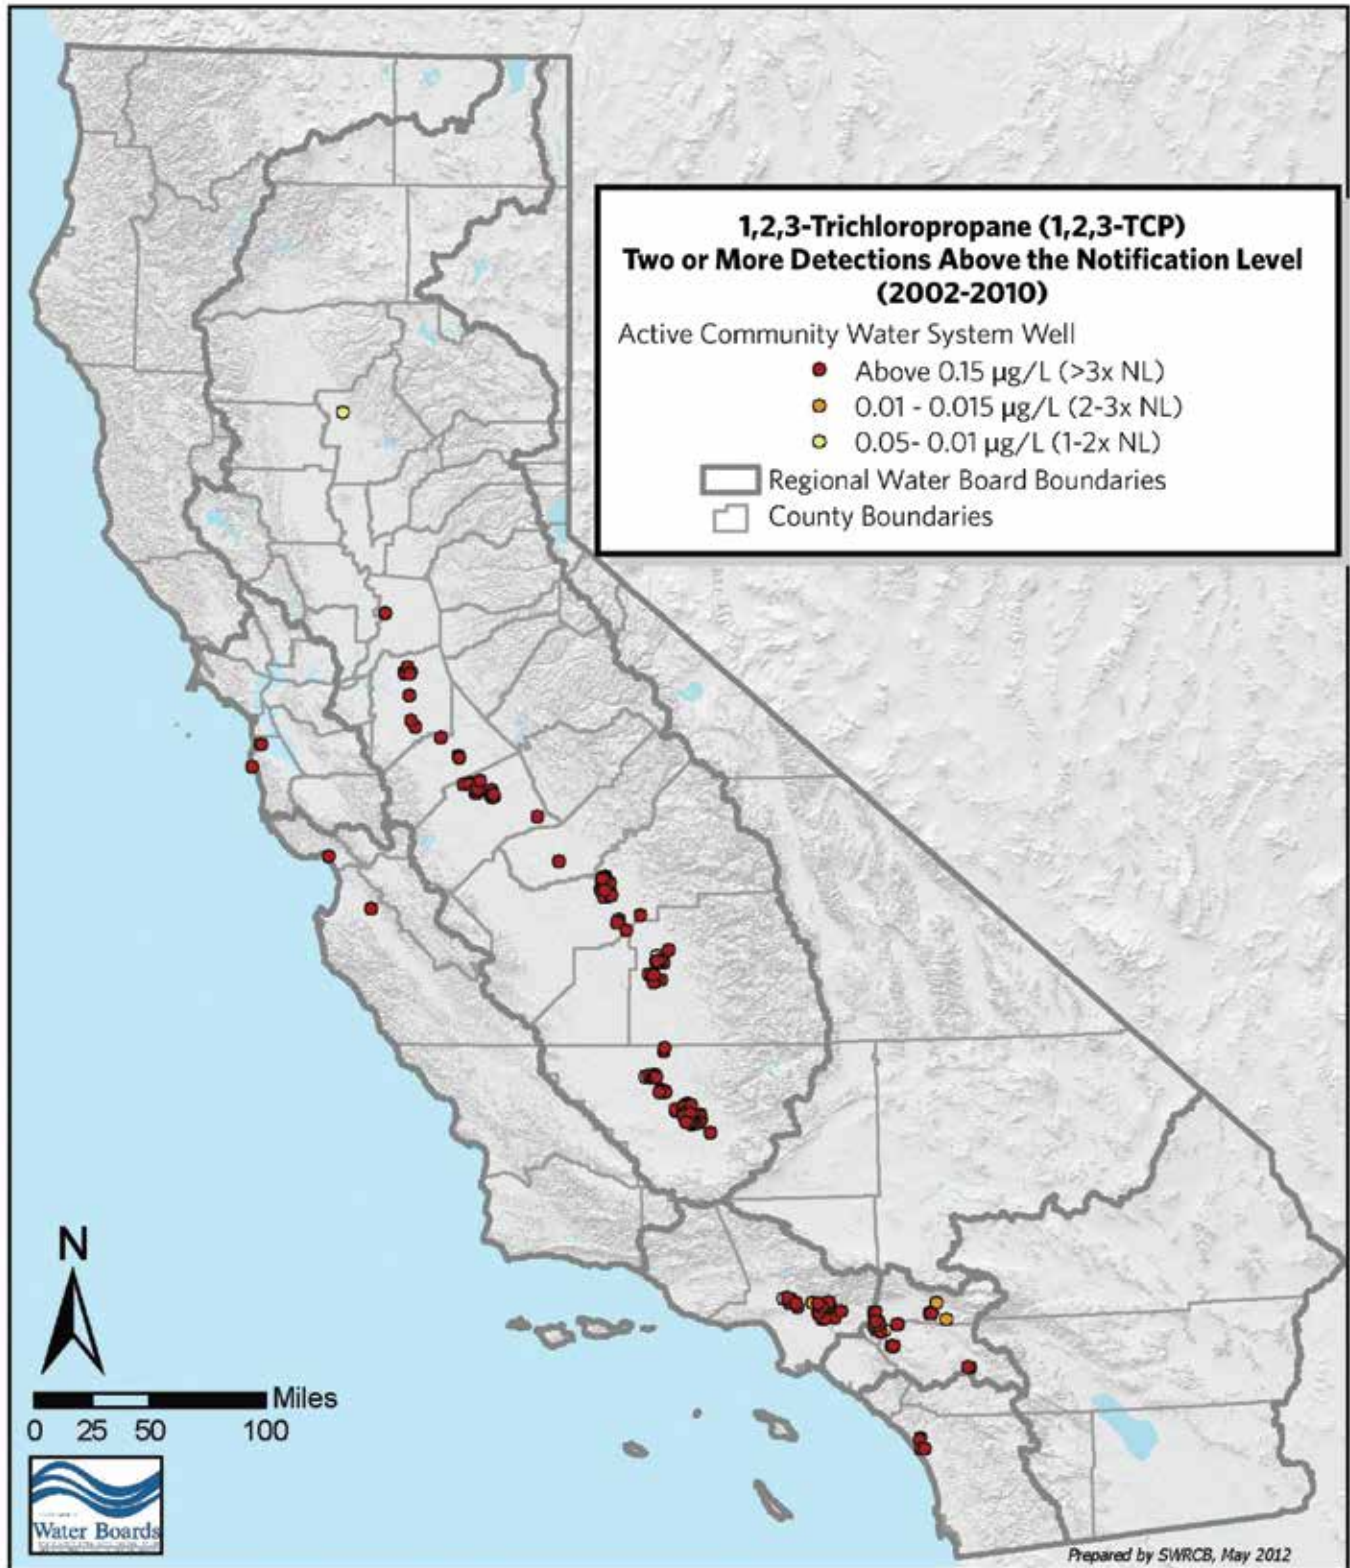 1,2,3-Trichloropropane (1,2,3-TCP)
Two or More Detections Above the Notification Level
(2002-2010)
Active Community Water System Well
Above 0.15 µg/L (>3x NL)
0.01 - 0.015 µg/L (2-3x NL)
0.05- 0.01 µg/L (1-2x NL)
Regional Water Board Boundaries
County Boundaries
N
Miles
0 25 50 100
Water Boards
Prepared by SWRCB, May 2012